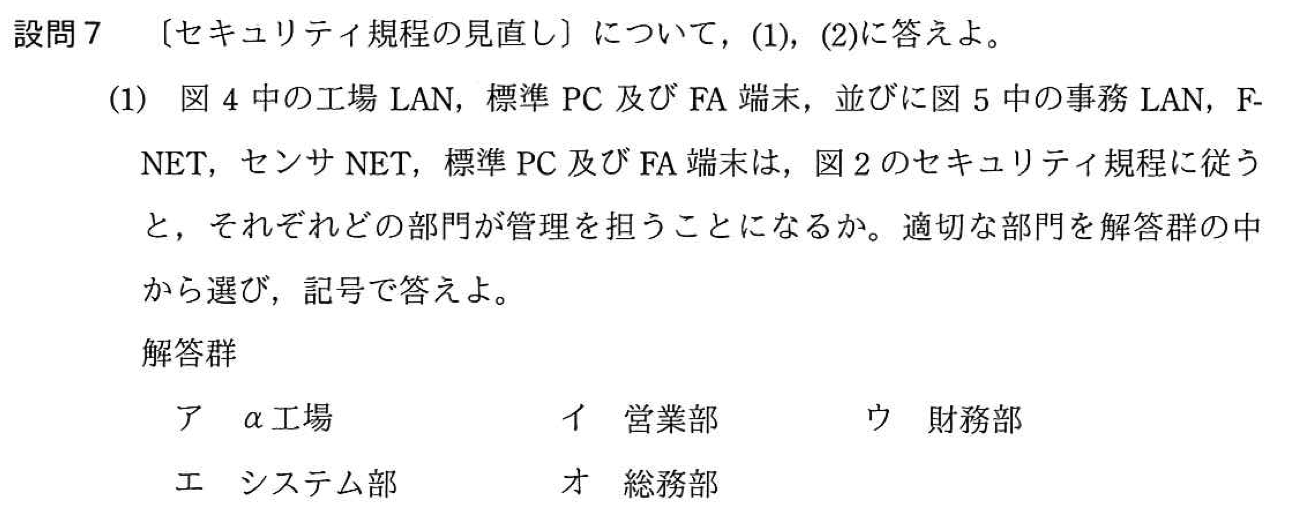 設問7　〔セキュリティ規程の見直し〕について，(1)，(2)に答えよ。
(1)　図 4 中の工場 LAN，標準 PC 及び FA 端末，並びに図 5 中の事務 LAN，F-
NET，センサ NET，標準 PC 及び FA 端末は，図 2 のセキュリティ規程に従う
と，それぞれどの部門が管理を担うことになるか。適切な部門を解答群の中
から選び，記号で答えよ。
解答群
ア　α工場　イ　営業部　ウ　財務部
エ　システム部　オ　総務部